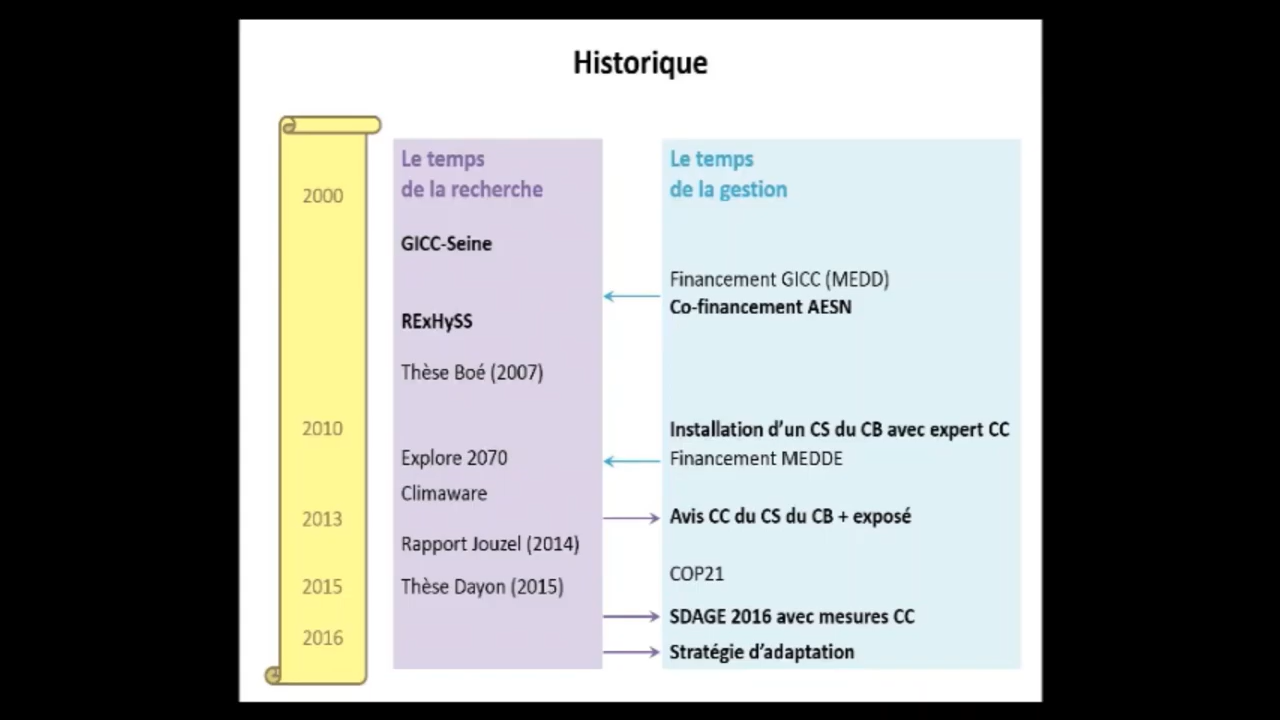 Historique
2000
2010
2013
2015
2016
Le temps
de la recherche
GICC-Seine
RExHySS
Thèse Boé (2007)
Explore 2070
Climaware
Rapport Jouzel (2014)
Thèse Dayon (2015)
Le temps
de la gestion
Financement GICC (MEDD)
Co-financement AESN
Installation d’un CS du CB avec expert CC
Financement MEDDE
Avis CC du CS du CB + exposé
COP21
SDAGE 2016 avec mesures CC
Stratégie d’adaptation